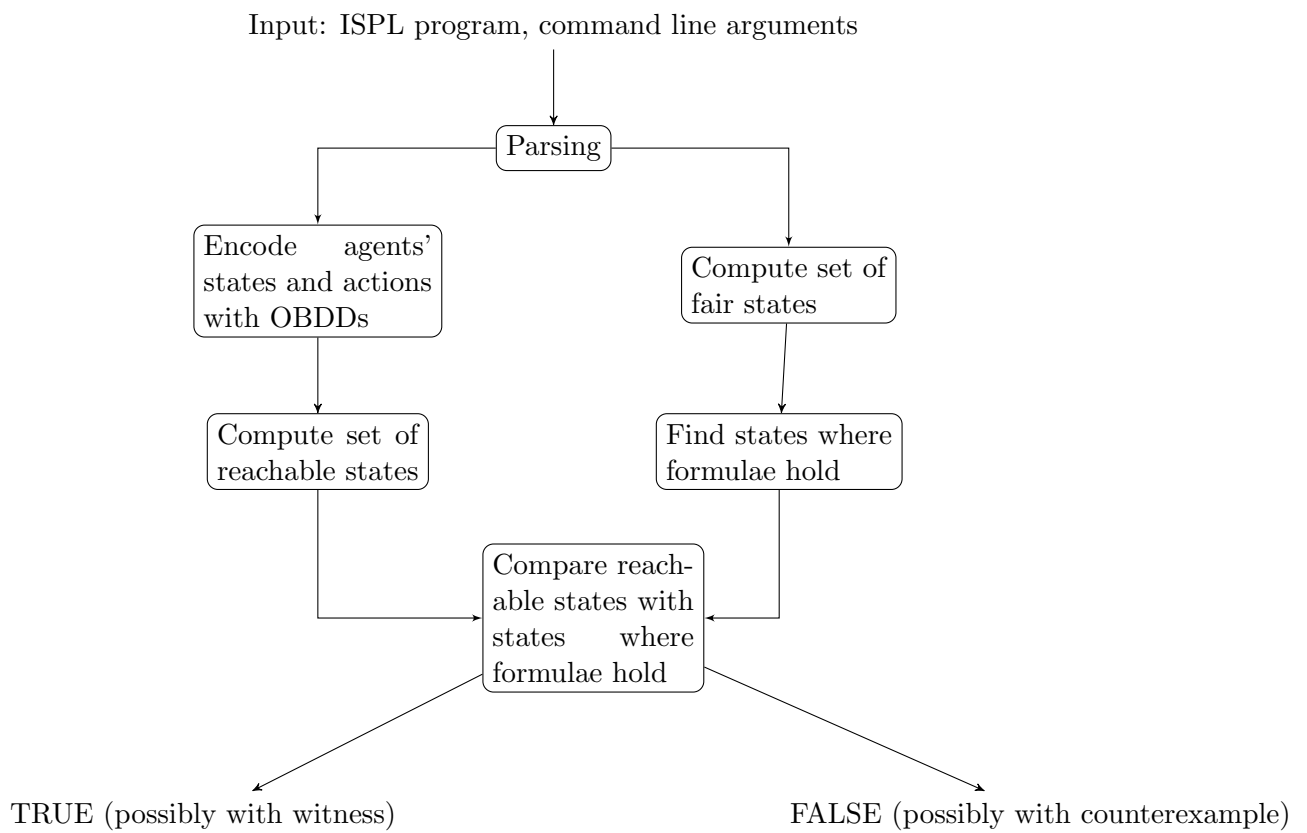 Input: ISPL program, command line arguments
Parsing
Encode agents’
states and actions
with OBDDs
Compute set of
fair states
Compute set of
reachable states
Find states where
formulae hold
Compare reach-
able states with
states where
formulae hold
TRUE (possibly with witness)
FALSE (possibly with counterexample)